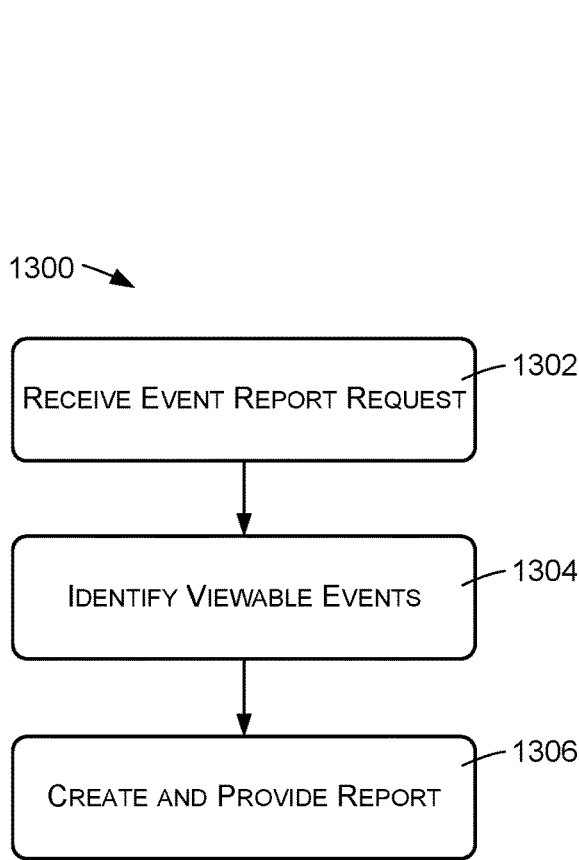 1300
1302
RECEIVE EVENT REPORT REQUEST
1304
IDENTIFY VIEWABLE EVENTS
1306
CREATE AND PROVIDE REPORT